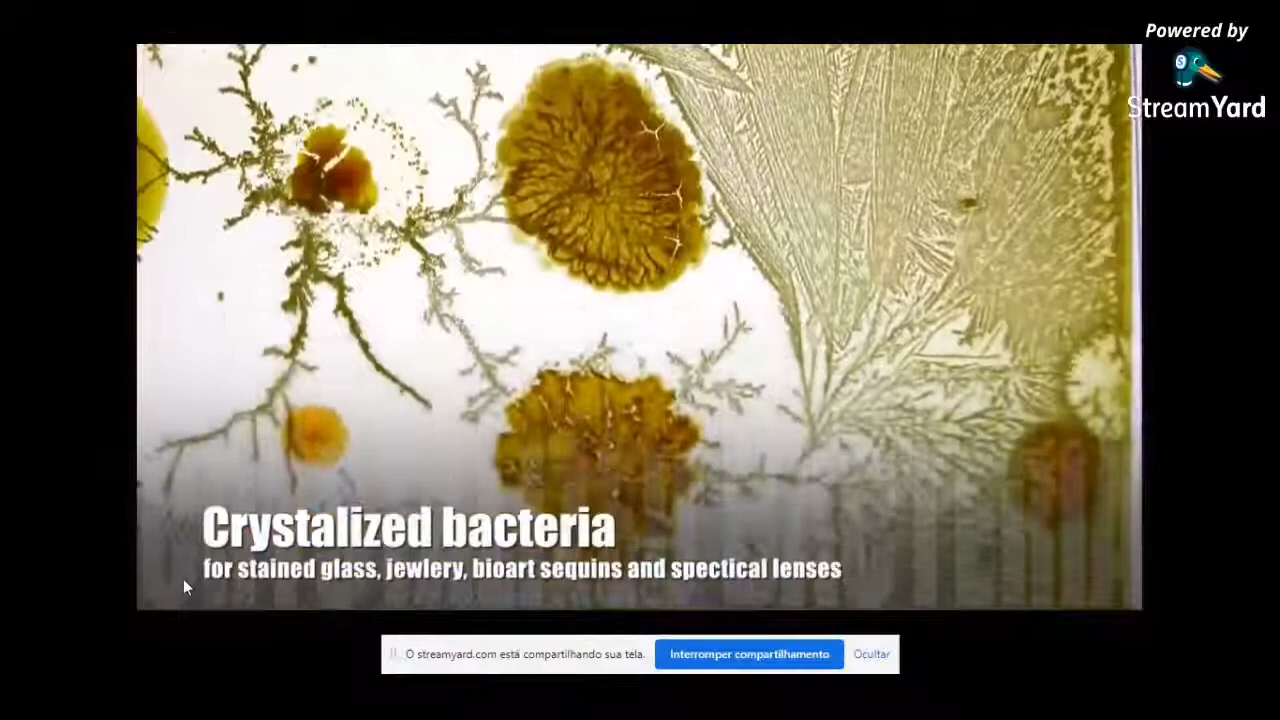 Powered by
StreamYard
Crystalized bacteria
for stained glass, jewlery, bioart sequins and spectical lenses
O streamyard.com está compartilhando sua tela.
Interromper compartilhamento
Ocultar